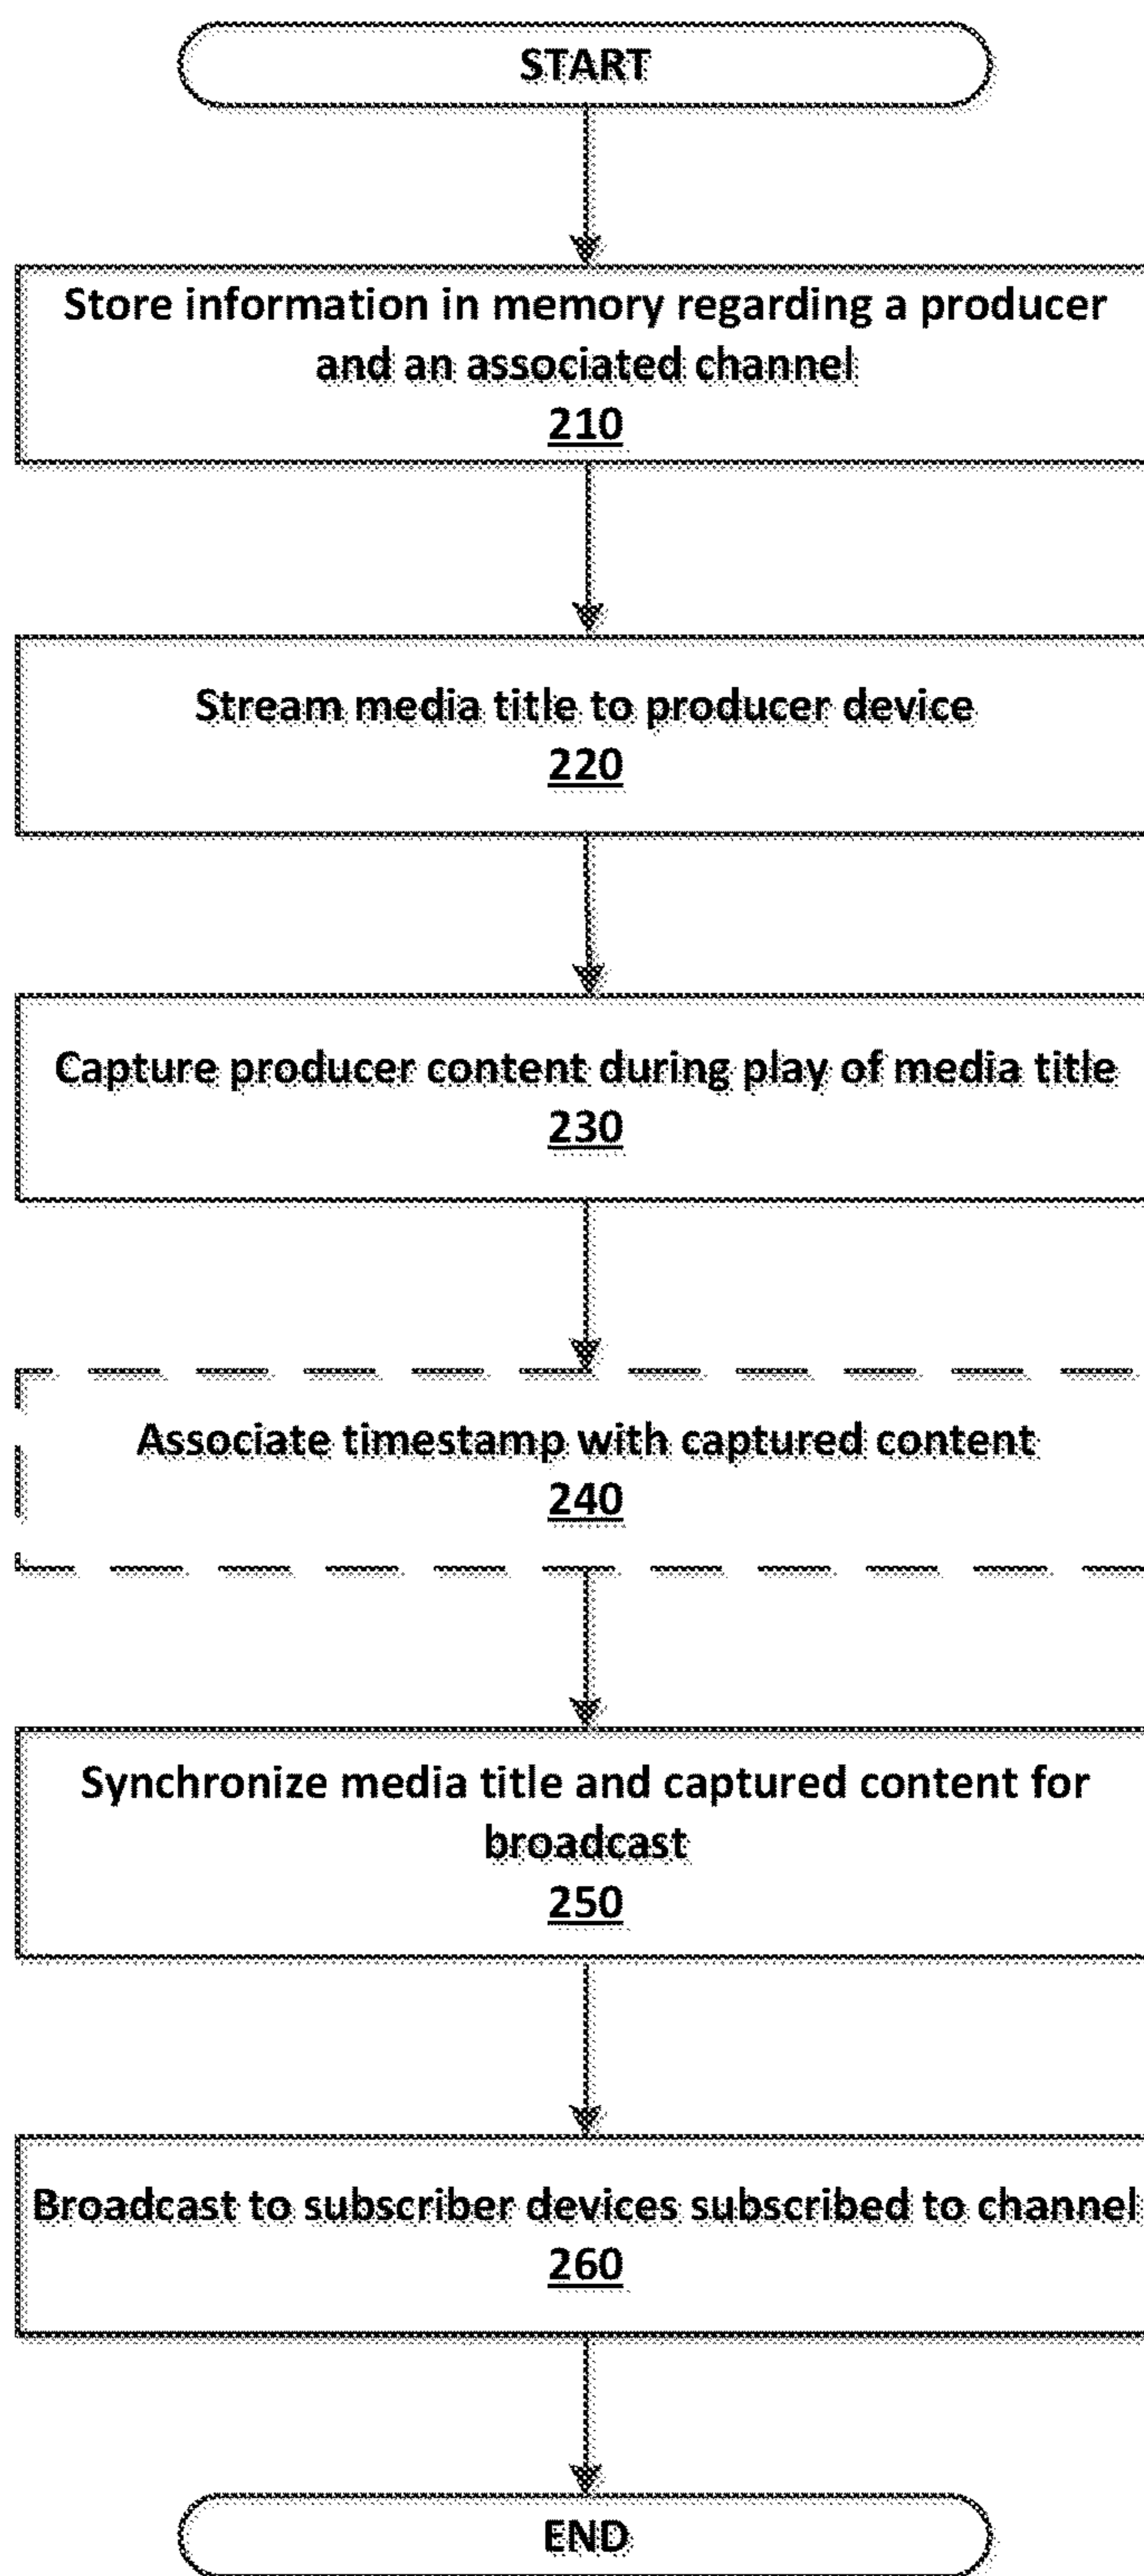 START
Store information in memory regarding a producer
and an associated channel
210
Stream media title to producer device
220
Capture producer content during play of media title
230
Associate timestamp with captured content
240
Synchronize media title and captured content for
broadcast
250
Broadcast to subscriber devices subscribed to channel
260
END